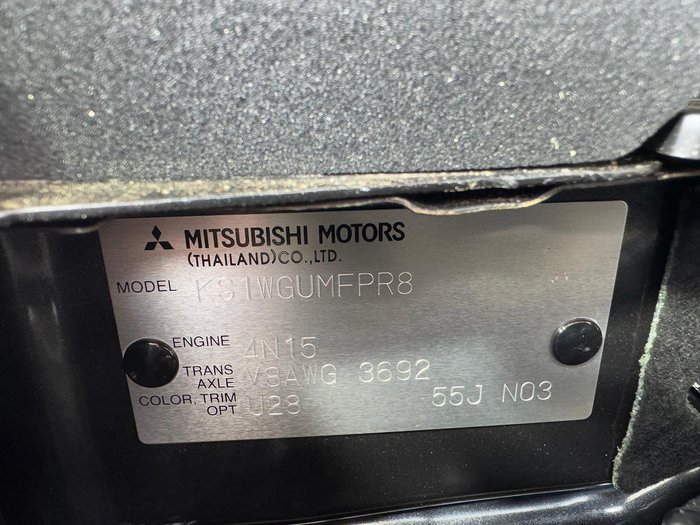 MITSUBISHI MOTORS
(THAILAND)CO.,LTD.
MODEL KS1WGUMFPR8
ENGINE 4N15
TRANS AXLE V8AWG 3692
COLOR,TRIM OPT U28 55J N03